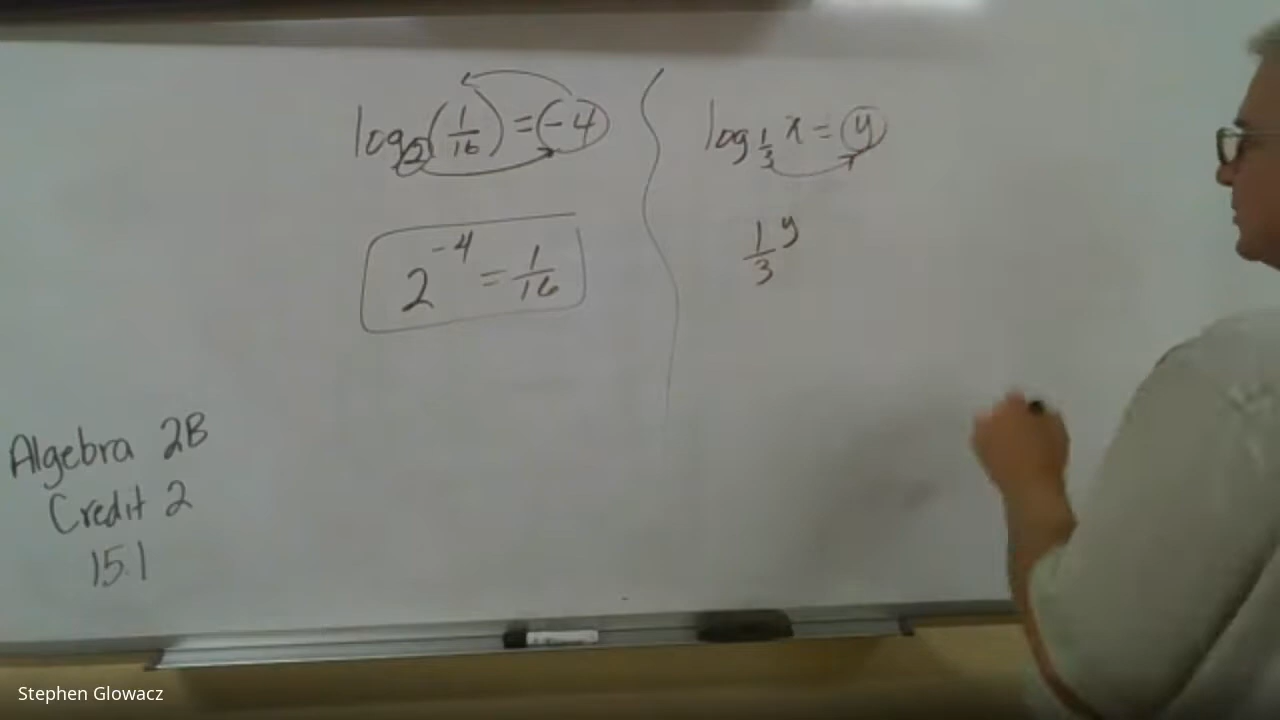 log₂(1/16) = -4
2⁻⁴ = 1/16
log_{1/3} x = y
1/3^y
Algebra 2B
Credit 2
15.1
Stephen Glowacz